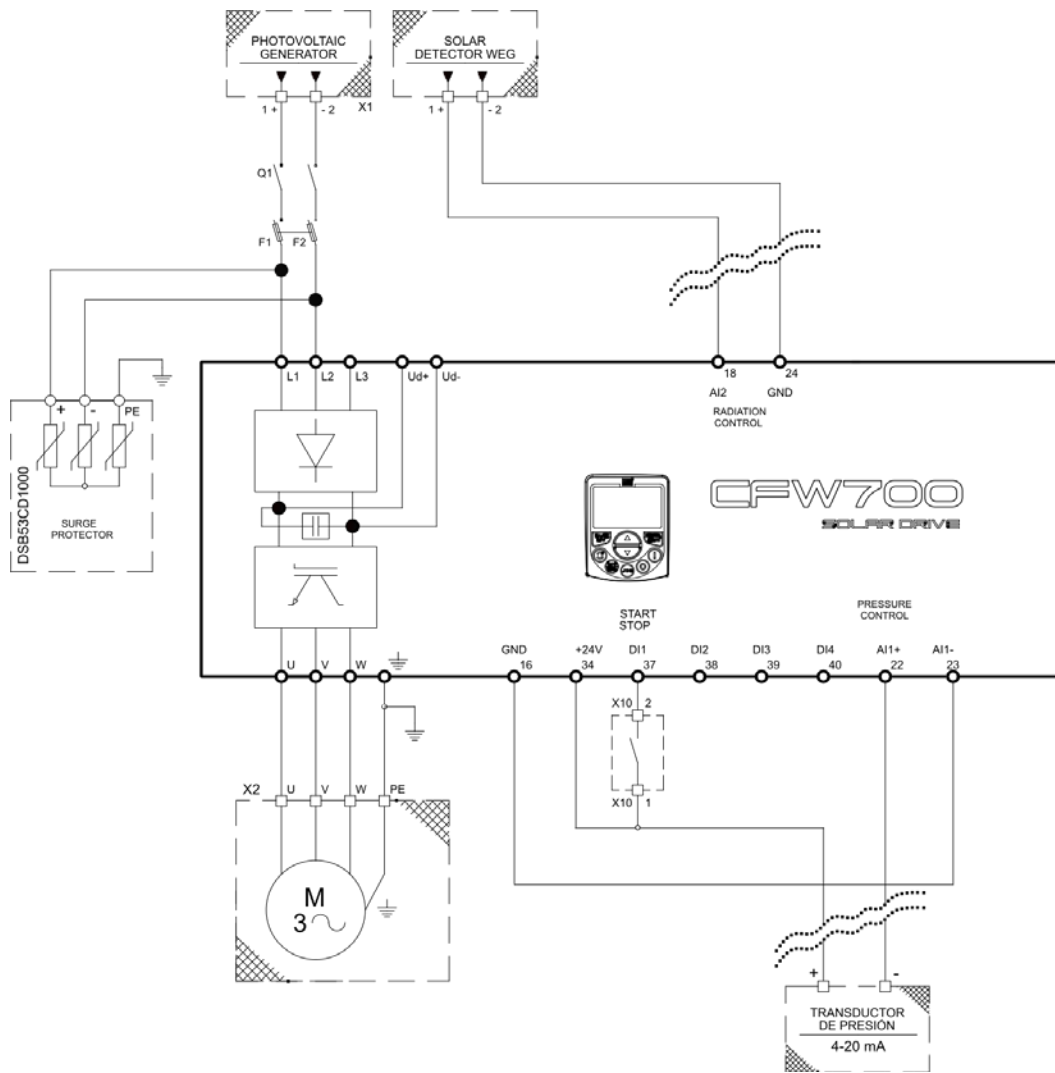 PHOTOVOLTAIC
GENERATOR
SOLAR
DETECTOR WEG
1 +
- 2
X1
1 +
- 2
Q1
F1
F2
L1
L2
L3
Ud+
Ud-
18
24
AI2
GND
RADIATION
CONTROL
+
-
PE
DSB53CD1000
SURGE
PROTECTOR
CFW700
SOLAR DRIVE
START
STOP
PRESSURE
CONTROL
GND
+24V
DI1
DI2
DI3
DI4
AI1+
AI1-
16
34
37
38
39
40
22
23
U
V
W
X10
2
X10
1
X2
U
V
W
PE
M
3
+
-
TRANSDUCTOR
DE PRESIÓN
4-20 mA